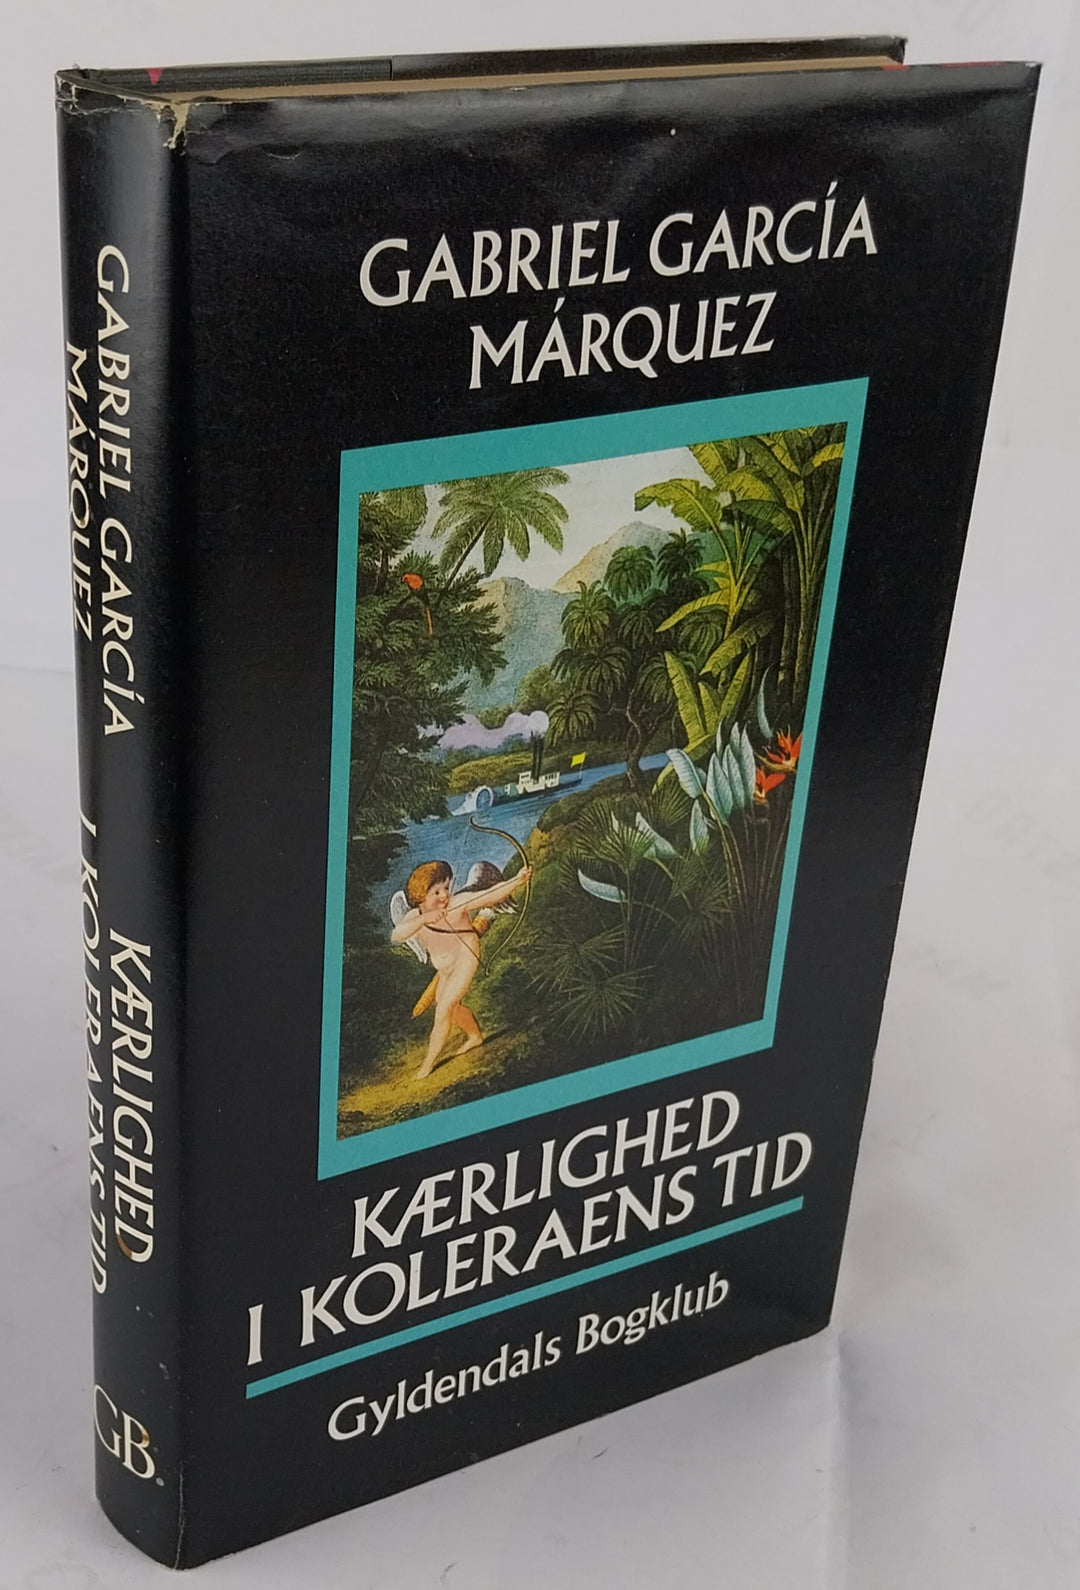 GABRIEL GARCÍA
MÁRQUEZ
KÆRLIGHED
I KOLERAENS TID
Gyldendals Bogklub
GABRIEL GARCÍA
MÁRQUEZ
KÆRLIGHED
I KOLERAENS TID
GB.